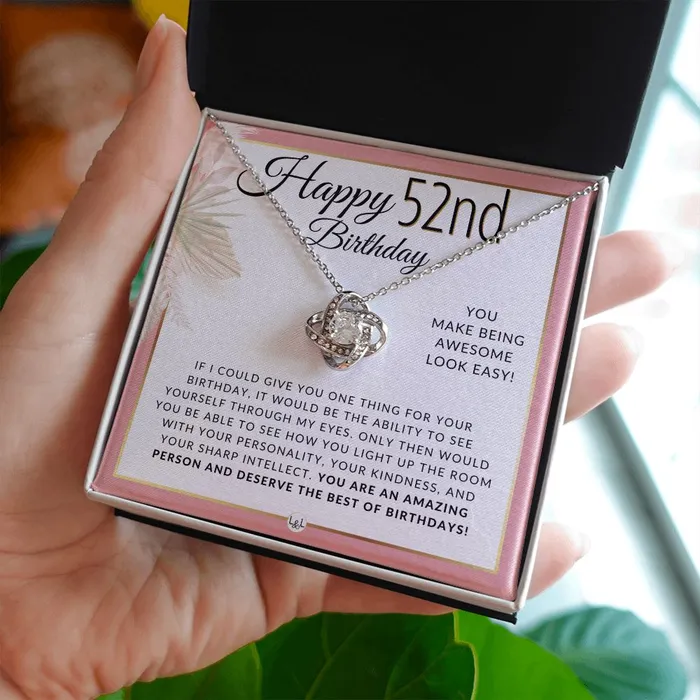 Happy 52nd
Birthday
YOU
MAKE BEING
AWESOME
LOOK EASY!
IF I COULD GIVE YOU ONE THING FOR YOUR
BIRTHDAY, IT WOULD BE THE ABILITY TO SEE
YOURSELF THROUGH MY EYES. ONLY THEN WOULD
YOU BE ABLE TO SEE HOW YOU LIGHT UP THE ROOM
WITH YOUR PERSONALITY, YOUR KINDNESS, AND
YOUR SHARP INTELLECT. YOU ARE AN AMAZING
PERSON AND DESERVE THE BEST OF BIRTHDAYS!
L&L